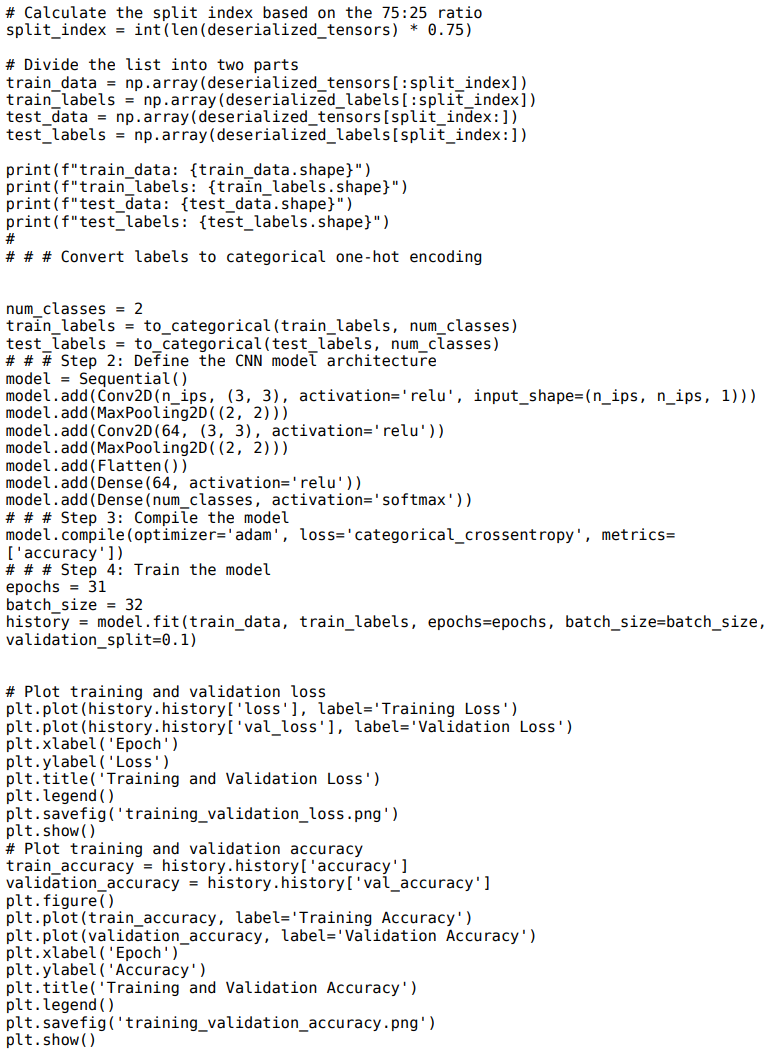 # Calculate the split index based on the 75:25 ratio
split_index = int(len(deserialized_tensors) * 0.75)

# Divide the list into two parts
train_data = np.array(deserialized_tensors[:split_index])
train_labels = np.array(deserialized_labels[:split_index])
test_data = np.array(deserialized_tensors[split_index:])
test_labels = np.array(deserialized_labels[split_index:])

print(f"train_data: {train_data.shape}")
print(f"train_labels: {train_labels.shape}")
print(f"test_data: {test_data.shape}")
print(f"test_labels: {test_labels.shape}")
#
# # # Convert labels to categorical one-hot encoding


num_classes = 2
train_labels = to_categorical(train_labels, num_classes)
test_labels = to_categorical(test_labels, num_classes)
# # # Step 2: Define the CNN model architecture
model = Sequential()
model.add(Conv2D(n_ips, (3, 3), activation='relu', input_shape=(n_ips, n_ips, 1)))
model.add(MaxPooling2D((2, 2)))
model.add(Conv2D(64, (3, 3), activation='relu'))
model.add(MaxPooling2D((2, 2)))
model.add(Flatten())
model.add(Dense(64, activation='relu'))
model.add(Dense(num_classes, activation='softmax'))
# # # Step 3: Compile the model
model.compile(optimizer='adam', loss='categorical_crossentropy', metrics=
['accuracy'])
# # # Step 4: Train the model
epochs = 31
batch_size = 32
history = model.fit(train_data, train_labels, epochs=epochs, batch_size=batch_size,
validation_split=0.1)


# Plot training and validation loss
plt.plot(history.history['loss'], label='Training Loss')
plt.plot(history.history['val_loss'], label='Validation Loss')
plt.xlabel('Epoch')
plt.ylabel('Loss')
plt.title('Training and Validation Loss')
plt.legend()
plt.savefig('training_validation_loss.png')
plt.show()
# Plot training and validation accuracy
train_accuracy = history.history['accuracy']
validation_accuracy = history.history['val_accuracy']
plt.figure()
plt.plot(train_accuracy, label='Training Accuracy')
plt.plot(validation_accuracy, label='Validation Accuracy')
plt.xlabel('Epoch')
plt.ylabel('Accuracy')
plt.title('Training and Validation Accuracy')
plt.legend()
plt.savefig('training_validation_accuracy.png')
plt.show()